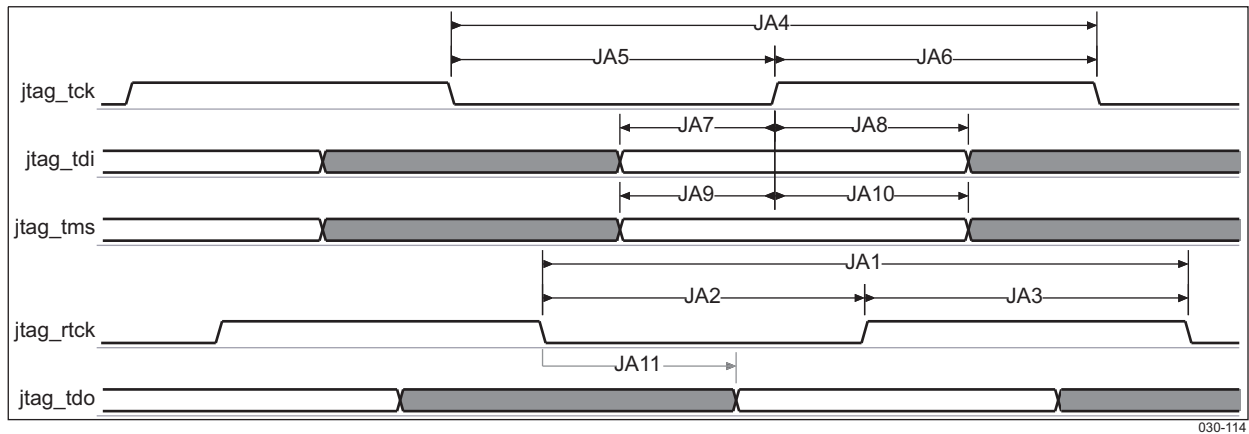 JA4
JA5 JA6
jtag_tck
JA7 JA8
jtag_tdi
JA9 JA10
jtag_tms
JA1
JA2 JA3
jtag_rtck
JA11
jtag_tdo
030-114